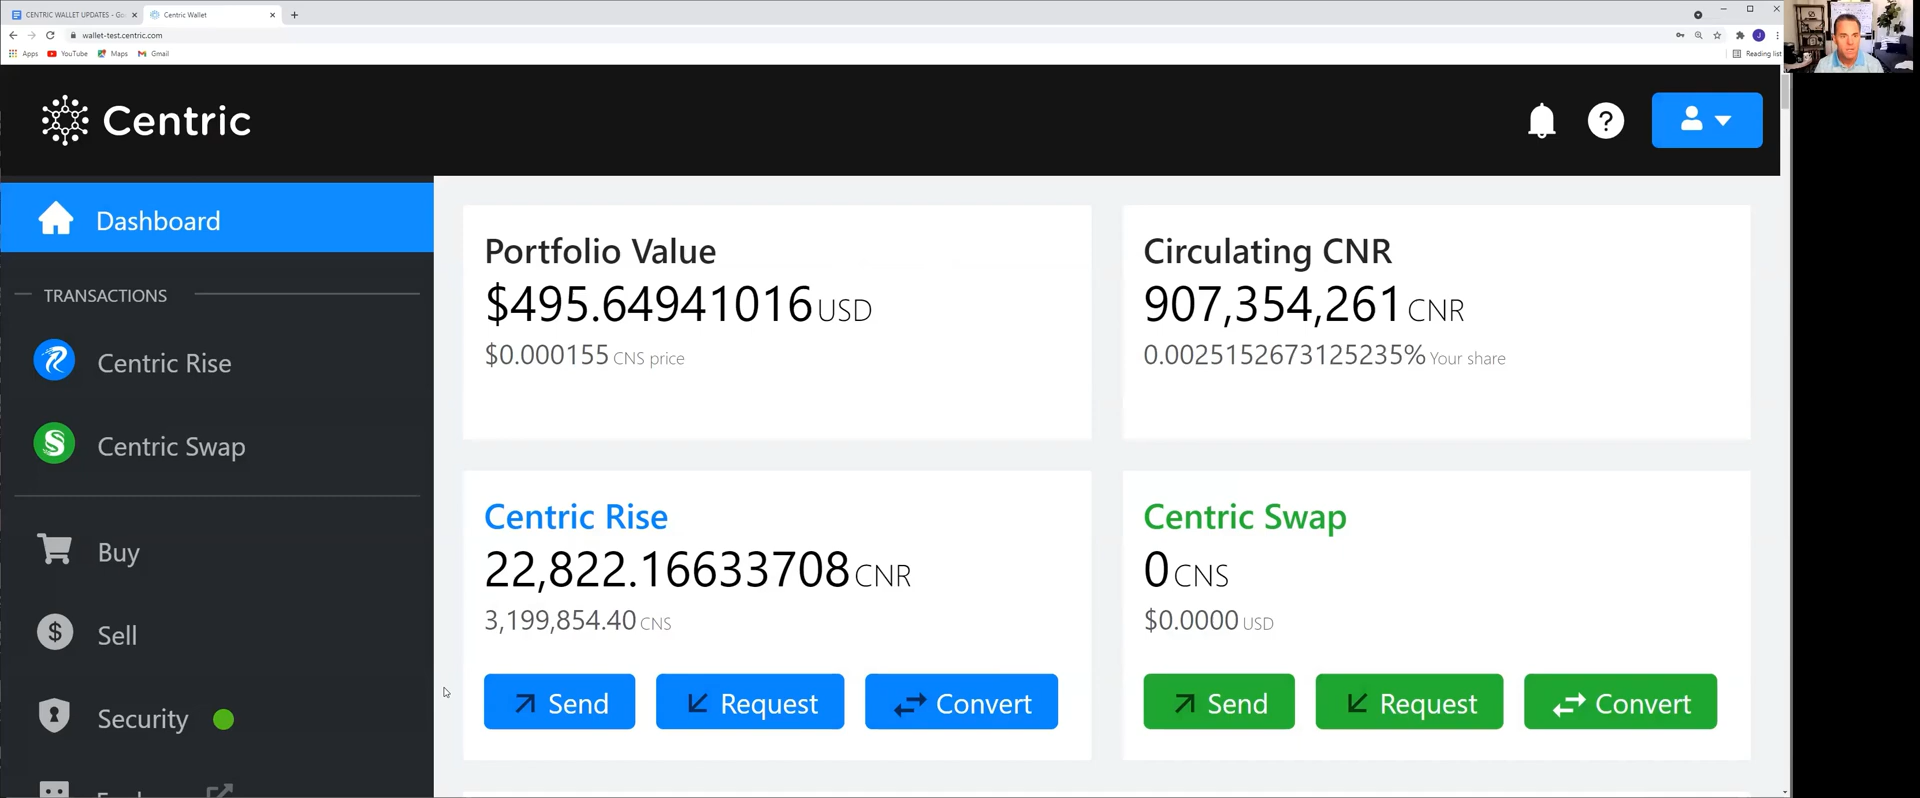 CENTRIC WALLET UPDATES - Go
Centric Wallet
wallet-test.centric.com
Apps
YouTube
Maps
Gmail
J
Reading list
Centric
?
Dashboard
TRANSACTIONS
Centric Rise
Centric Swap
Buy
$
Sell
Security
Portfolio Value
$495.64941016 USD
$0.000155 CNS price
Circulating CNR
907,354,261 CNR
0.0025152673125235% Your share
Centric Rise
22,822.16633708 CNR
3,199,854.40 CNS
Send
Request
Convert
Centric Swap
0 CNS
$0.0000 USD
Send
Request
Convert